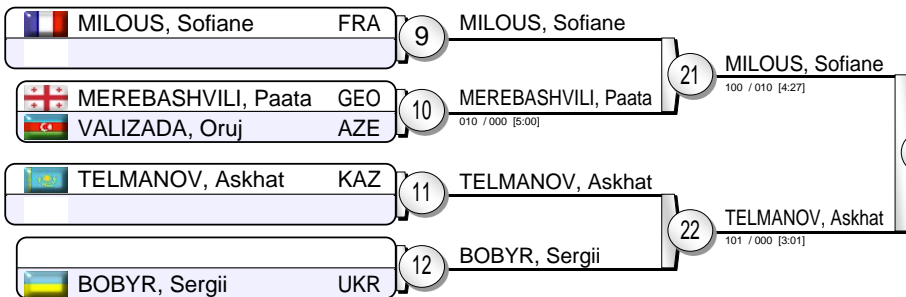 MILOUS, Sofiane FRA
9
MILOUS, Sofiane
21
MILOUS, Sofiane
100 / 010 [4:27]
MEREBASHVILI, Paata GEO
VALIZADA, Oruj AZE
10
MEREBASHVILI, Paata
010 / 000 [5:00]
TELMANOV, Askhat KAZ
11
TELMANOV, Askhat
22
TELMANOV, Askhat
101 / 000 [3:01]
12
BOBYR, Sergii
BOBYR, Sergii UKR